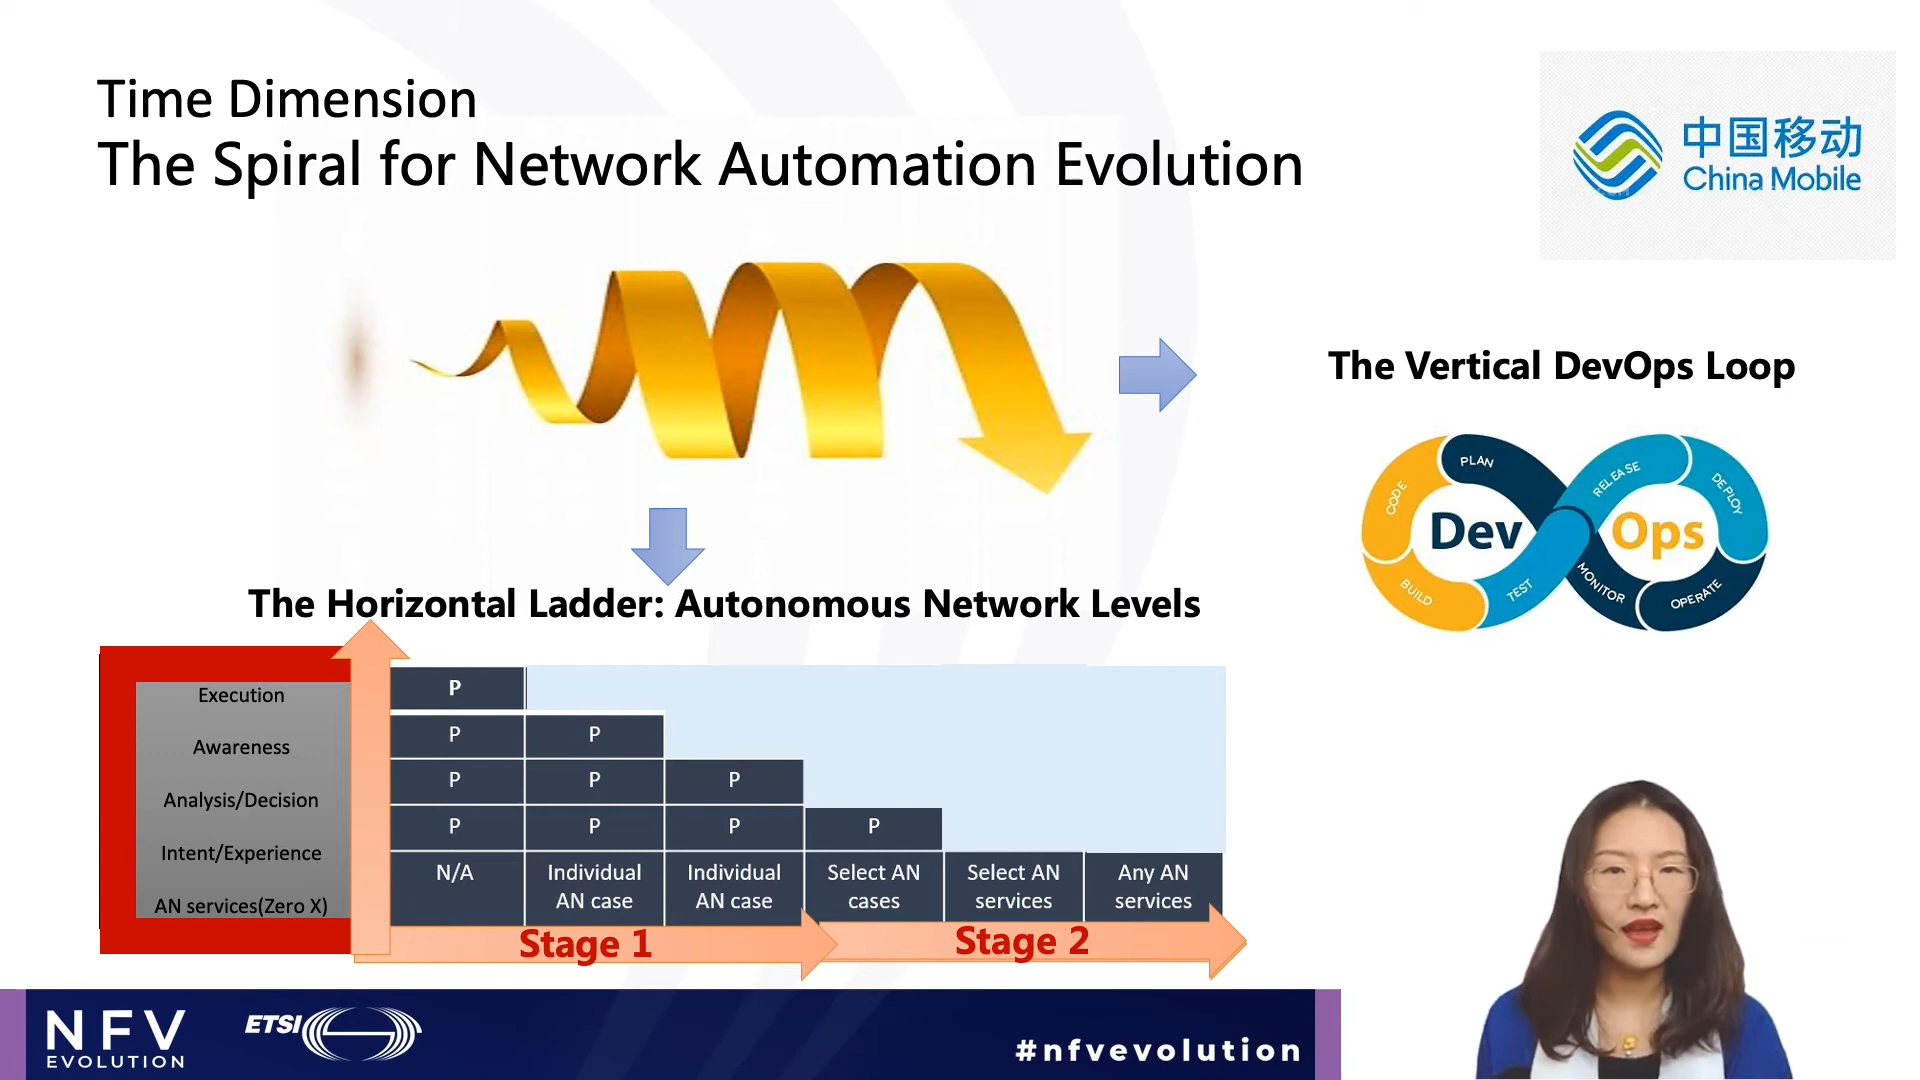 Time Dimension
The Spiral for Network Automation Evolution
中国移动
China Mobile
The Vertical DevOps Loop
PLAN
CODE
BUILD
TEST
Dev
RELEASE
DEPLOY
OPERATE
MONITOR
Ops
The Horizontal Ladder: Autonomous Network Levels
Execution
P
Awareness
P P
Analysis/Decision
P P P
Intent/Experience
P P P P
AN services(Zero X)
N/A
Individual
AN case
Individual
AN case
Select AN
cases
Select AN
services
Any AN
services
Stage 1
Stage 2
NFV
EVOLUTION
ETSI
#nfvevolution